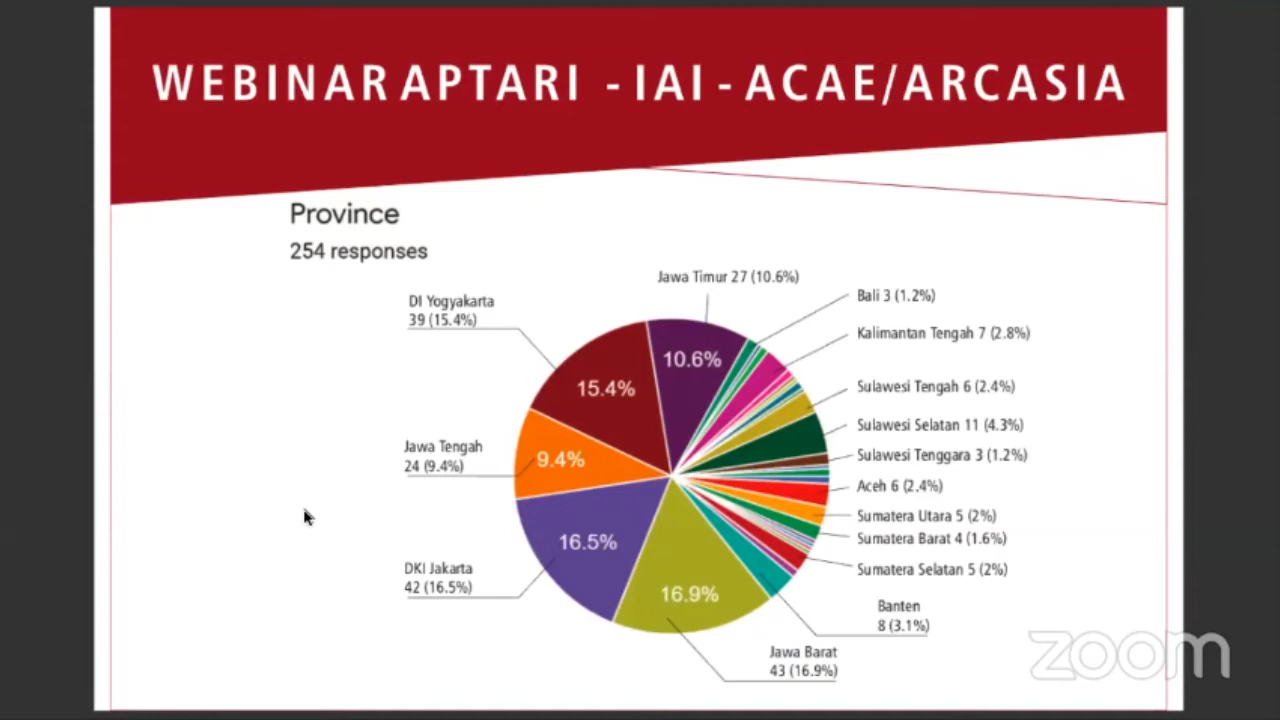 WEBINAR APTARI - IAI - ACAE/ARCASIA
Province
254 responses
Jawa Timur 27 (10.6%)
DI Yogyakarta
39 (15.4%)
Jawa Tengah
24 (9.4%)
DKI Jakarta
42 (16.5%)
10.6%
15.4%
9.4%
16.5%
16.9%
Bali 3 (1.2%)
Kalimantan Tengah 7 (2.8%)
Sulawesi Tengah 6 (2.4%)
Sulawesi Selatan 11 (4.3%)
Sulawesi Tenggara 3 (1.2%)
Aceh 6 (2.4%)
Sumatera Utara 5 (2%)
Sumatera Barat 4 (1.6%)
Sumatera Selatan 5 (2%)
Banten
8 (3.1%)
Jawa Barat
43 (16.9%)
zoom